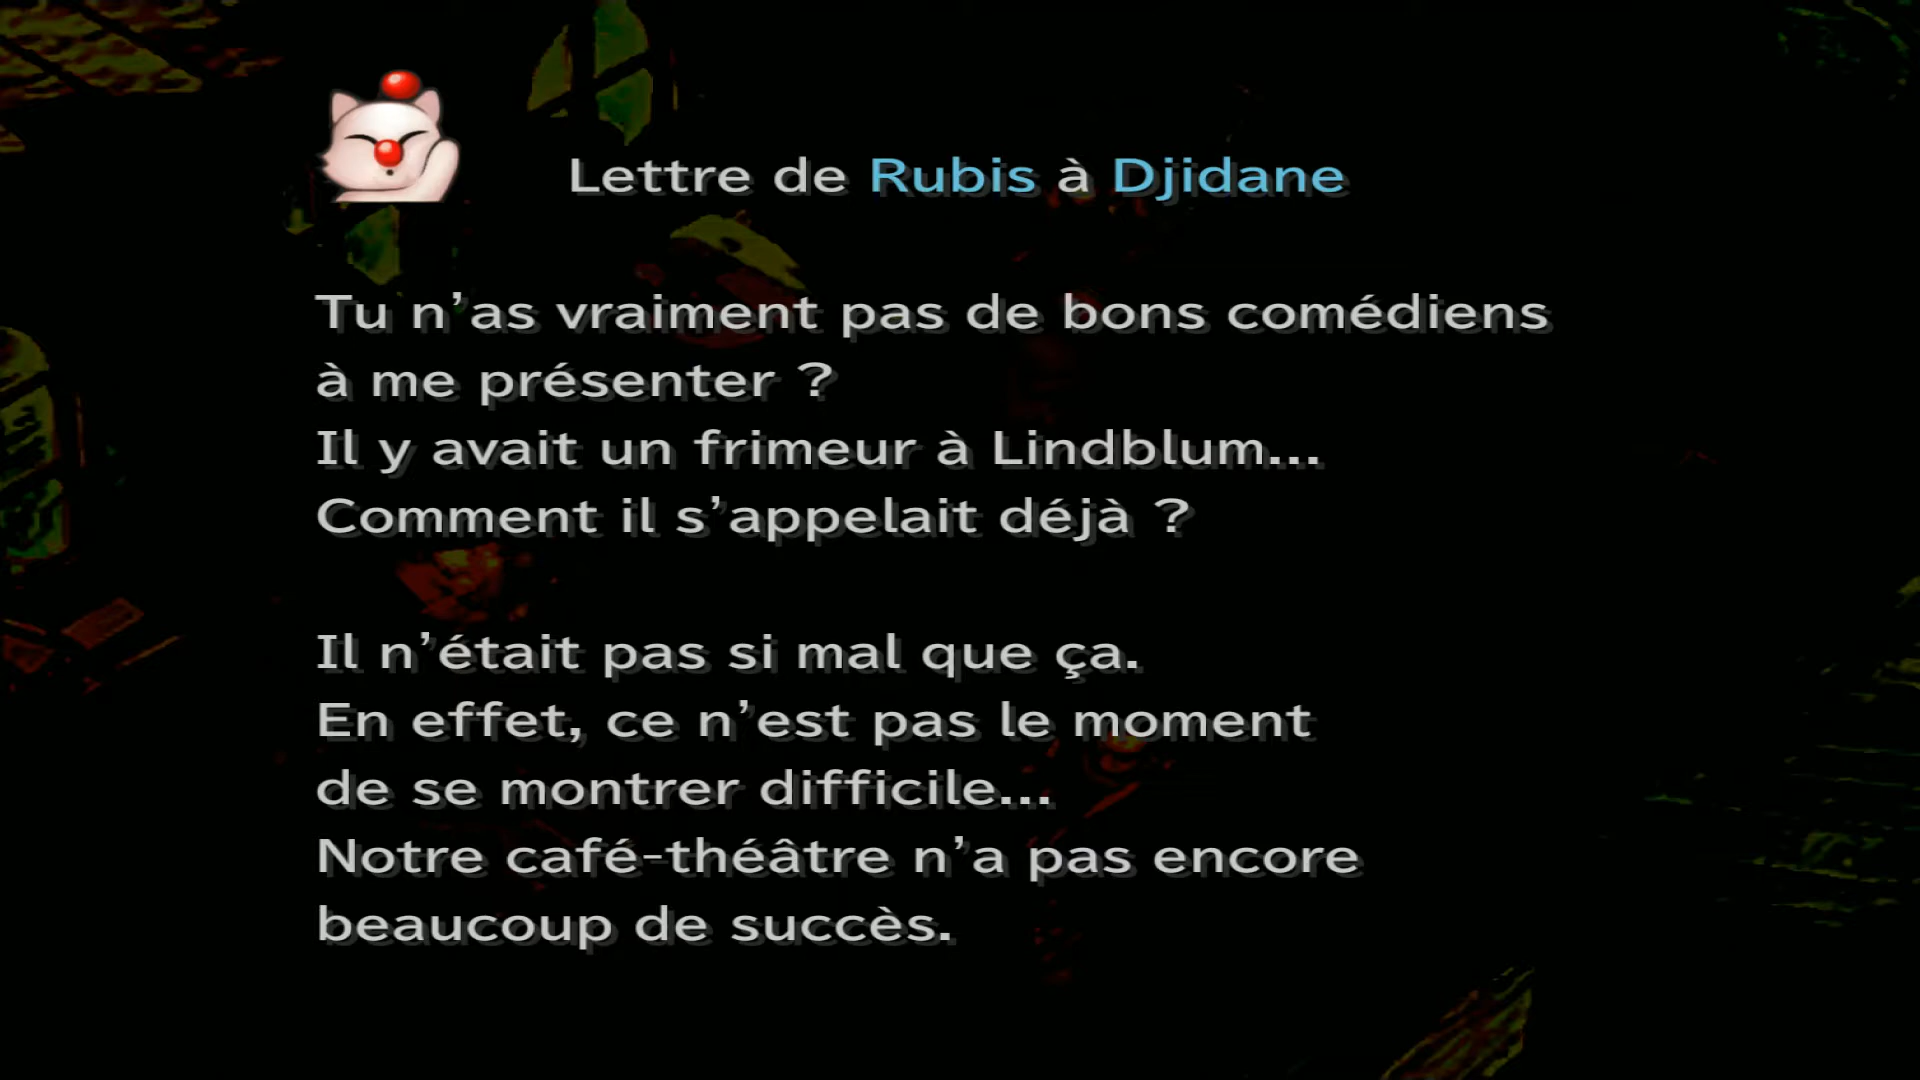 Lettre de Rubis à Djidane
Tu n’as vraiment pas de bons comédiens
à me présenter ?
Il y avait un frimeur à Lindblum...
Comment il s’appelait déjà ?
Il n’était pas si mal que ça.
En effet, ce n’est pas le moment
de se montrer difficile...
Notre café-théâtre n’a pas encore
beaucoup de succès.